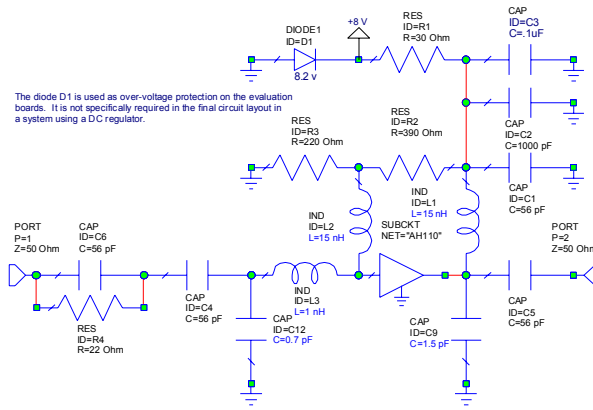 DIODE1
ID=D1
8.2 v
+8 V
RES
ID=R1
R=30 Ohm
CAP
ID=C3
C=.1uF
The diode D1 is used as over-voltage protection on the evaluation
boards.  It is not specifically required in the final circuit layout in
a system using a DC regulator.
CAP
ID=C2
C=1000 pF
RES
ID=R3
R=220 Ohm
RES
ID=R2
R=390 Ohm
CAP
ID=C1
C=56 pF
IND
ID=L2
L=15 nH
IND
ID=L1
L=15 nH
SUBCKT
NET="AH110"
PORT
P=1
Z=50 Ohm
CAP
ID=C6
C=56 pF
RES
ID=R4
R=22 Ohm
CAP
ID=C4
C=56 pF
IND
ID=L3
L=1 nH
CAP
ID=C12
C=0.7 pF
CAP
ID=C9
C=1.5 pF
CAP
ID=C5
C=56 pF
PORT
P=2
Z=50 Ohm